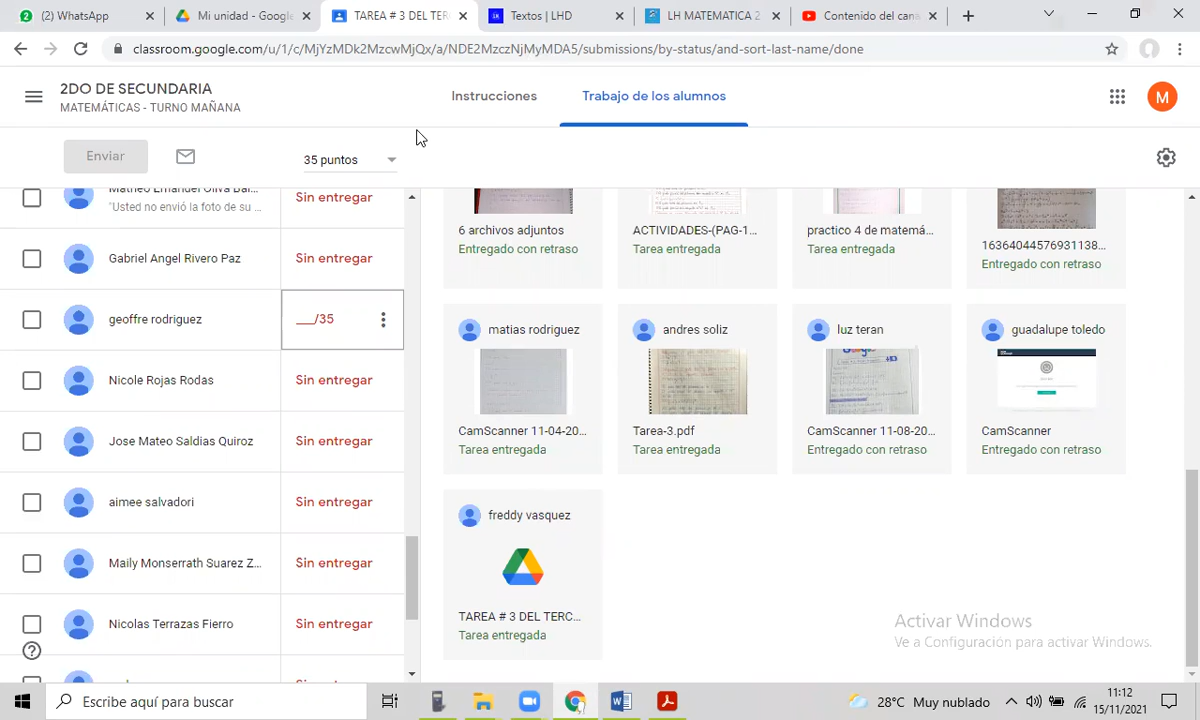 (2) WhatsApp
Mi unidad - Google
TAREA # 3 DEL TER
Textos | LHD
LH MATEMATICA 2
Contenido del cana
classroom.google.com/u/1/c/MjYzMDk2MzcwMjQx/a/NDE2MzczNjMyMDA5/submissions/by-status/and-sort-last-name/done
2DO DE SECUNDARIA
MATEMÁTICAS - TURNO MAÑANA
Instrucciones
Trabajo de los alumnos
M
Enviar
35 puntos
Matheo Emanuel Oliva Bal...
"Usted no envió la foto de su ...
Sin entregar
Gabriel Angel Rivero Paz
Sin entregar
geoffre rodriguez
___/35
Nicole Rojas Rodas
Sin entregar
Jose Mateo Saldias Quiroz
Sin entregar
aimee salvadori
Sin entregar
Maily Monserrath Suarez Z...
Sin entregar
Nicolas Terrazas Fierro
Sin entregar
6 archivos adjuntos
Entregado con retraso
ACTIVIDADES-(PAG-1...
Tarea entregada
practico 4 de matemá...
Tarea entregada
16364044576931138...
Entregado con retraso
matias rodriguez
CamScanner 11-04-20...
Tarea entregada
andres soliz
Tarea-3.pdf
Tarea entregada
luz teran
CamScanner 11-08-20...
Entregado con retraso
guadalupe toledo
CamScanner
Entregado con retraso
freddy vasquez
TAREA # 3 DEL TERC...
Tarea entregada
Activar Windows
Ve a Configuración para activar Windows.
Escribe aquí para buscar
28°C Muy nublado
11:12
15/11/2021